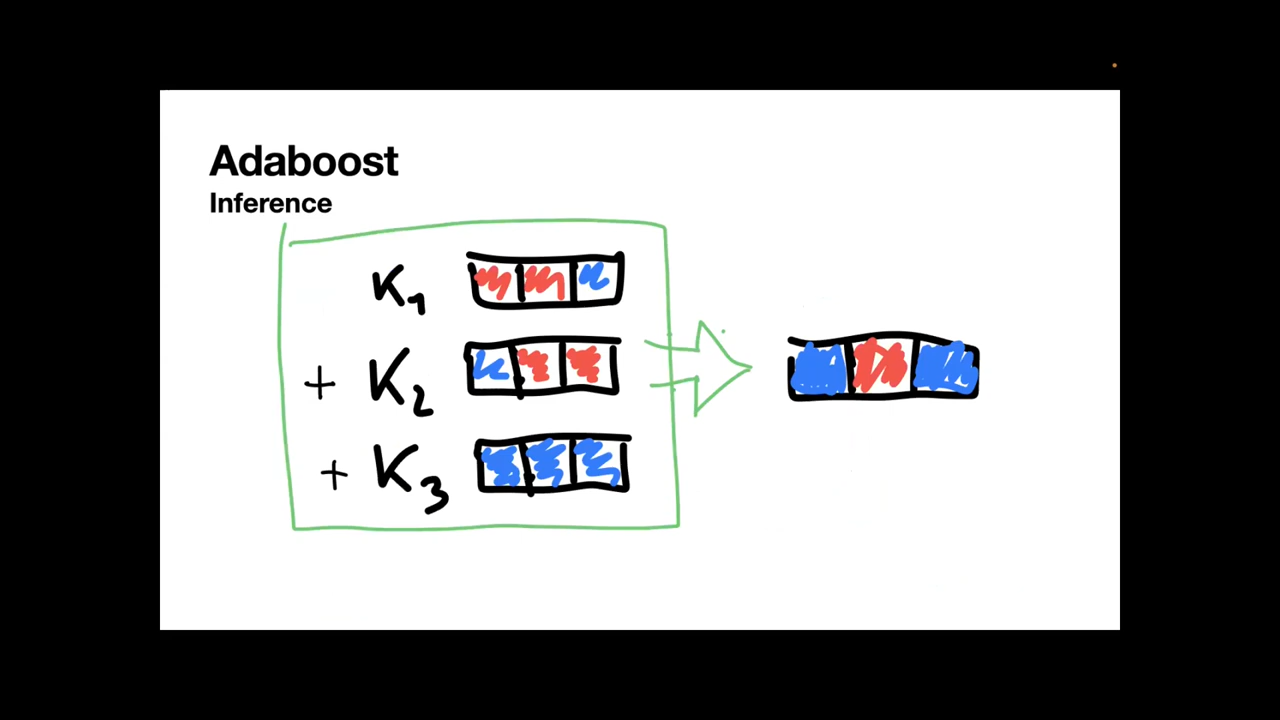 Adaboost
Inference
K1
+ K2
+ K3